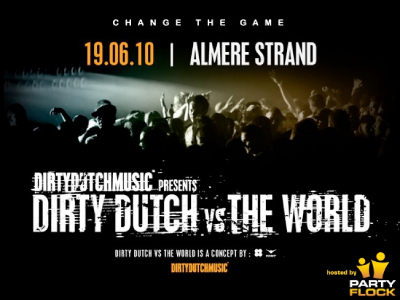 CHANGE THE GAME
19.06.10 | ALMERE STRAND
DIRTYDUTCHMUSIC PRESENTS
DIRTY DUTCH vs THE WORLD
DIRTY DUTCH VS THE WORLD IS A CONCEPT BY :
DIRTYDUTCHMUSIC
hosted by
PARTY
FLOCK